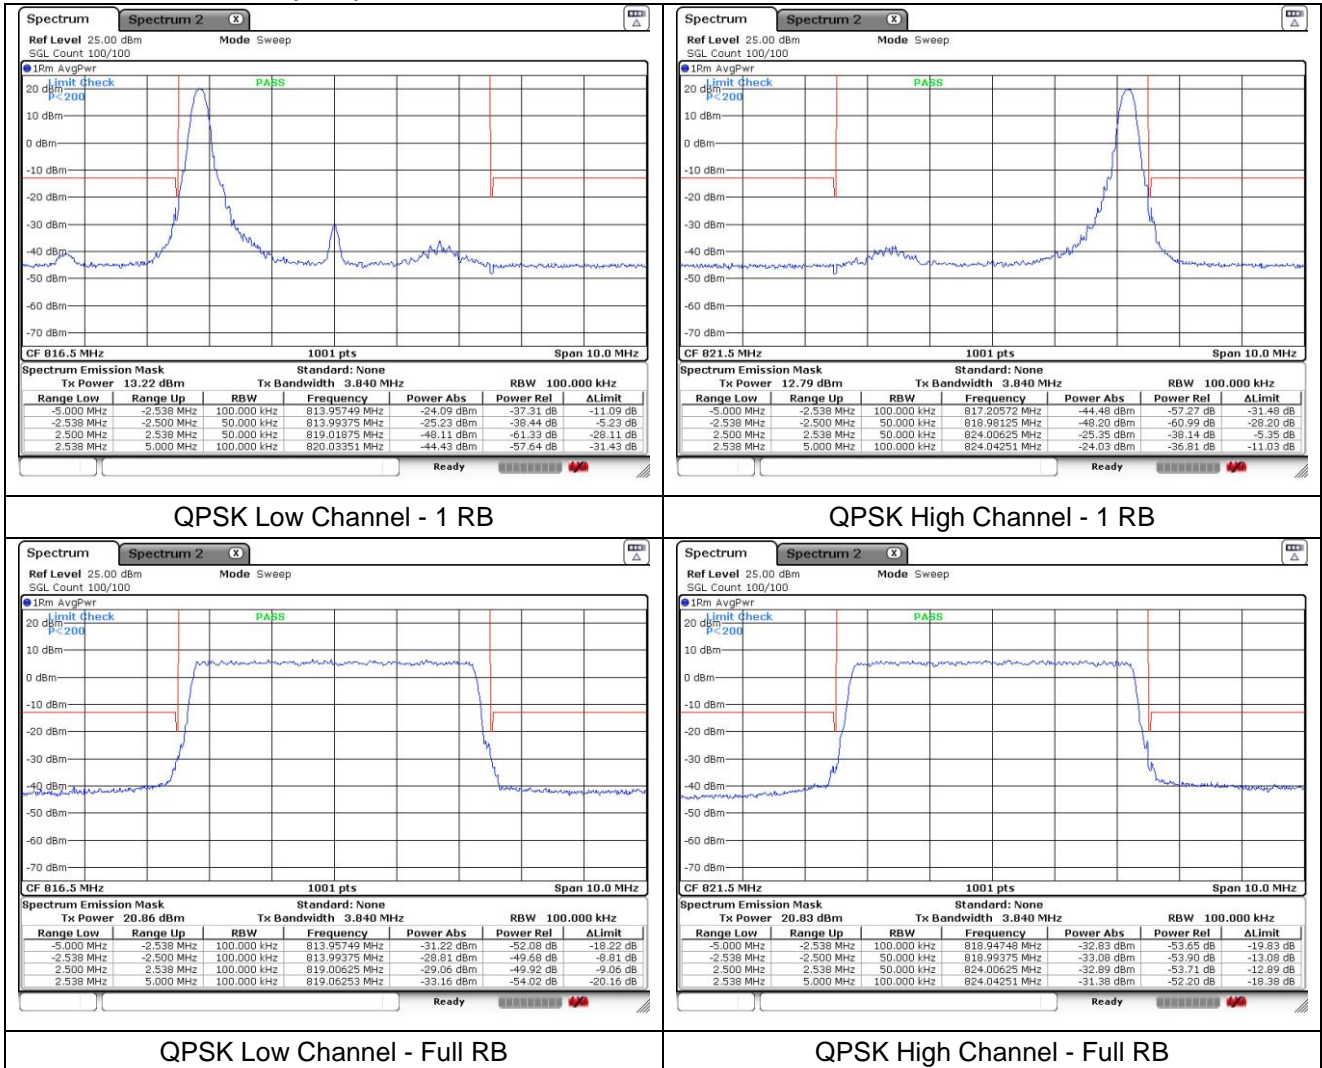 Spectrum Spectrum 2 X
Ref Level 25.00 dBm Mode Sweep
SGL Count 100/100
1Rm AvgPwr
Limit Check PASS
P<200
20 dBm
10 dBm
0 dBm
-10 dBm
-20 dBm
-30 dBm
-40 dBm
-50 dBm
-60 dBm
-70 dBm
CF 816.5 MHz 1001 pts Span 10.0 MHz
Spectrum Emission Mask Standard: None
Tx Power 13.22 dBm Tx Bandwidth 3.840 MHz RBW 100.000 kHz
Range Low Range Up RBW Frequency Power Abs Power Rel ΔLimit
-5.000 MHz -2.538 MHz 100.000 kHz 813.95749 MHz -24.09 dBm -37.31 dB -11.09 dB
-2.538 MHz -2.500 MHz 50.000 kHz 813.99375 MHz -25.23 dBm -38.44 dB -5.23 dB
2.500 MHz 2.538 MHz 50.000 kHz 819.01875 MHz -48.11 dBm -61.33 dB -28.11 dB
2.538 MHz 5.000 MHz 100.000 kHz 820.03351 MHz -44.43 dBm -57.64 dB -31.43 dB
Ready
QPSK Low Channel - 1 RB
Spectrum Spectrum 2 X
Ref Level 25.00 dBm Mode Sweep
SGL Count 100/100
1Rm AvgPwr
Limit Check PASS
P<200
20 dBm
10 dBm
0 dBm
-10 dBm
-20 dBm
-30 dBm
-40 dBm
-50 dBm
-60 dBm
-70 dBm
CF 821.5 MHz 1001 pts Span 10.0 MHz
Spectrum Emission Mask Standard: None
Tx Power 12.79 dBm Tx Bandwidth 3.840 MHz RBW 100.000 kHz
Range Low Range Up RBW Frequency Power Abs Power Rel ΔLimit
-5.000 MHz -2.538 MHz 100.000 kHz 817.20572 MHz -44.48 dBm -57.27 dB -31.48 dB
-2.538 MHz -2.500 MHz 50.000 kHz 818.98125 MHz -48.20 dBm -60.99 dB -28.20 dB
2.500 MHz 2.538 MHz 50.000 kHz 824.00625 MHz -25.35 dBm -38.14 dB -5.35 dB
2.538 MHz 5.000 MHz 100.000 kHz 824.04251 MHz -24.03 dBm -36.81 dB -11.03 dB
Ready
QPSK High Channel - 1 RB
Spectrum Spectrum 2 X
Ref Level 25.00 dBm Mode Sweep
SGL Count 100/100
1Rm AvgPwr
Limit Check PASS
P<200
20 dBm
10 dBm
0 dBm
-10 dBm
-20 dBm
-30 dBm
-40 dBm
-50 dBm
-60 dBm
-70 dBm
CF 816.5 MHz 1001 pts Span 10.0 MHz
Spectrum Emission Mask Standard: None
Tx Power 20.86 dBm Tx Bandwidth 3.840 MHz RBW 100.000 kHz
Range Low Range Up RBW Frequency Power Abs Power Rel ΔLimit
-5.000 MHz -2.538 MHz 100.000 kHz 813.95749 MHz -31.22 dBm -52.08 dB -18.22 dB
-2.538 MHz -2.500 MHz 50.000 kHz 813.99375 MHz -28.81 dBm -49.68 dB -8.81 dB
2.500 MHz 2.538 MHz 100.000 kHz 819.00625 MHz -29.06 dBm -49.92 dB -9.06 dB
2.538 MHz 5.000 MHz 100.000 kHz 819.06253 MHz -33.16 dBm -54.02 dB -20.16 dB
Ready
QPSK Low Channel - Full RB
Spectrum Spectrum 2 X
Ref Level 25.00 dBm Mode Sweep
SGL Count 100/100
1Rm AvgPwr
Limit Check PASS
P<200
20 dBm
10 dBm
0 dBm
-10 dBm
-20 dBm
-30 dBm
-40 dBm
-50 dBm
-60 dBm
-70 dBm
CF 821.5 MHz 1001 pts Span 10.0 MHz
Spectrum Emission Mask Standard: None
Tx Power 20.83 dBm Tx Bandwidth 3.840 MHz RBW 100.000 kHz
Range Low Range Up RBW Frequency Power Abs Power Rel ΔLimit
-5.000 MHz -2.538 MHz 100.000 kHz 818.94748 MHz -32.83 dBm -53.65 dB -19.83 dB
-2.538 MHz -2.500 MHz 50.000 kHz 818.99375 MHz -33.08 dBm -53.90 dB -13.08 dB
2.500 MHz 2.538 MHz 50.000 kHz 824.00625 MHz -32.89 dBm -53.71 dB -12.89 dB
2.538 MHz 5.000 MHz 100.000 kHz 824.04251 MHz -31.38 dBm -52.20 dB -18.38 dB
Ready
QPSK High Channel - Full RB